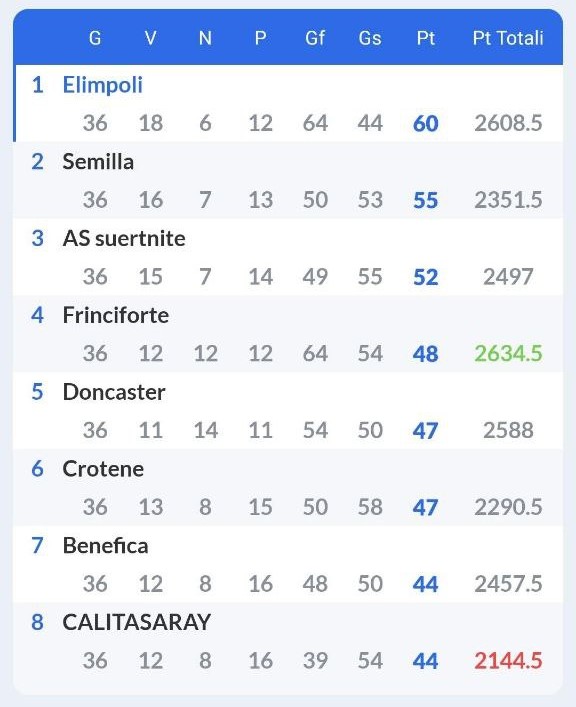 G V N P Gf Gs Pt Pt Totali
1 Elimpoli
36 18 6 12 64 44 60 2608.5
2 Semilla
36 16 7 13 50 53 55 2351.5
3 AS suertnite
36 15 7 14 49 55 52 2497
4 Frinciforte
36 12 12 12 64 54 48 2634.5
5 Doncaster
36 11 14 11 54 50 47 2588
6 Crotene
36 13 8 15 50 58 47 2290.5
7 Benefica
36 12 8 16 48 50 44 2457.5
8 CALITASARAY
36 12 8 16 39 54 44 2144.5